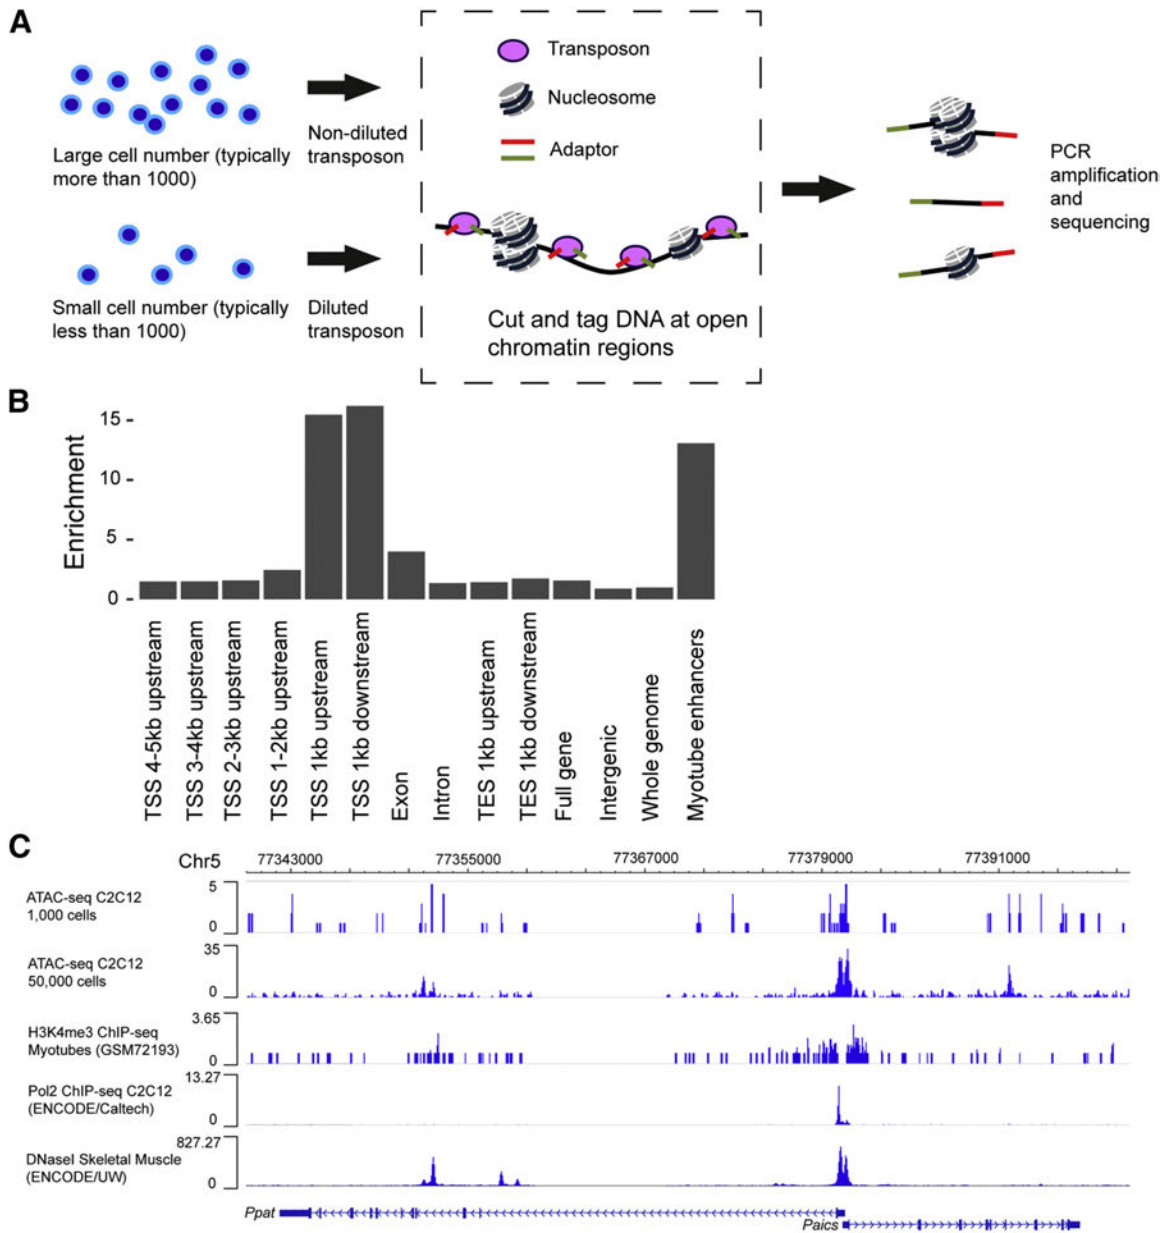 A
Large cell number (typically
more than 1000)
Non-diluted
transposon
Small cell number (typically
less than 1000)
Diluted
transposon
Transposon
Nucleosome
Adaptor
Cut and tag DNA at open
chromatin regions
PCR
amplification
and
sequencing
B
Enrichment
15
10
5
0
TSS 4-5kb upstream
TSS 3-4kb upstream
TSS 2-3kb upstream
TSS 1-2kb upstream
TSS 1kb upstream
TSS 1kb downstream
Exon
Intron
TES 1kb upstream
TES 1kb downstream
Full gene
Intergenic
Whole genome
Myotube enhancers
C
Chr5
77343000 77355000 77367000 77379000 77391000
ATAC-seq C2C12
1,000 cells
5
0
ATAC-seq C2C12
50,000 cells
35
0
H3K4me3 ChIP-seq
Myotubes (GSM72193)
3.65
0
Pol2 ChIP-seq C2C12
(ENCODE/Caltech)
13.27
0
DNaseI Skeletal Muscle
(ENCODE/UW)
827.27
0
Ppat
Paics